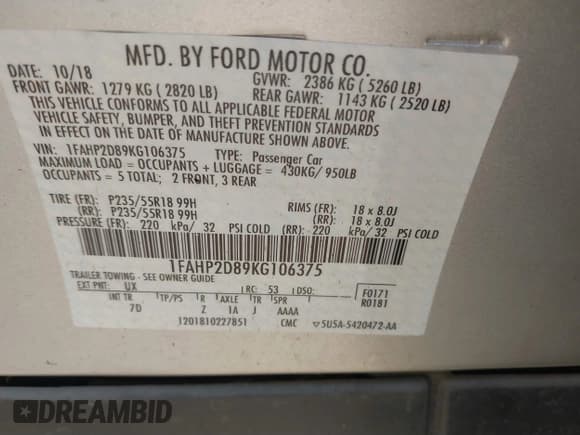 MFD. BY FORD MOTOR CO.
DATE: 10/18 GVWR: 2386 KG ( 5260 LB)
FRONT GAWR: 1279 KG ( 2820 LB) REAR GAWR: 1143 KG ( 2520 LB)
THIS VEHICLE CONFORMS TO ALL APPLICABLE FEDERAL MOTOR
VEHICLE SAFETY, BUMPER, AND THEFT PREVENTION STANDARDS
IN EFFECT ON THE DATE OF MANUFACTURE SHOWN ABOVE.
VIN: 1FAHP2D89KG106375 TYPE: Passenger Car
MAXIMUM LOAD = OCCUPANTS + LUGGAGE = 430KG/ 950LB
OCCUPANTS = 5 TOTAL; 2 FRONT, 3 REAR
TIRE (FR): P235/55R18 99H RIMS (FR): 18 x 8.0J
(RR): P235/55R18 99H (RR): 18 x 8.0J
PRESSURE (FR): 220 kPa/ 32 PSI COLD (RR): 220 kPa/ 32 PSI COLD
1FAHP2D89KG106375
TRAILER TOWING - SEE OWNER GUIDE
EXT PNT: UX RC: 53 DSO: F0171
R0181
INT TR TP/PS R AXLE TR SPR
7D Z 1A J AAAA
1201810227851 CMC ▽5U5A-5420472-AA
DREAMBID